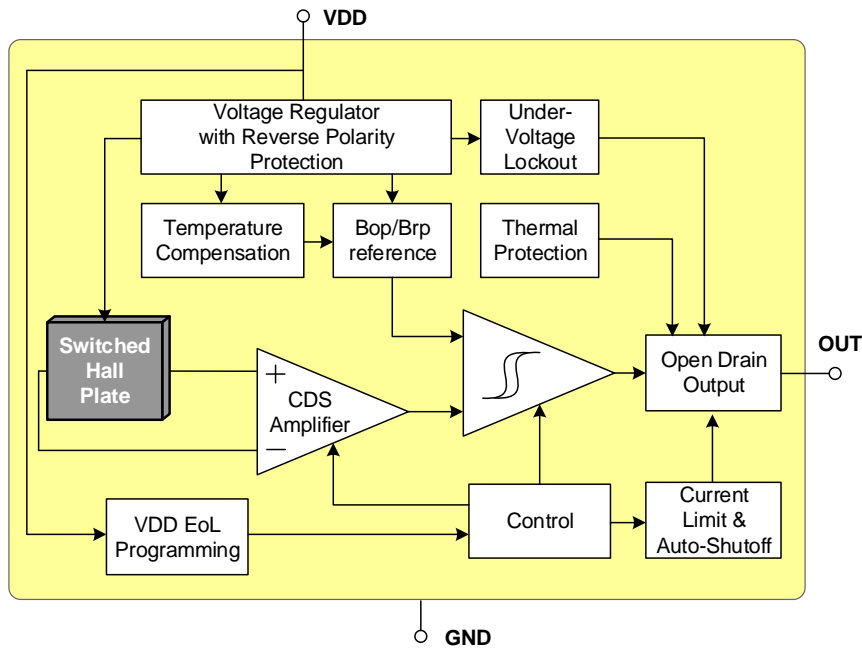 VDD
Voltage Regulator
with Reverse Polarity
Protection
Under-
Voltage
Lockout
Temperature
Compensation
Bop/Brp
reference
Thermal
Protection
Switched
Hall
Plate
+
CDS
Amplifier
−
Open Drain
Output
OUT
VDD EoL
Programming
Control
Current
Limit &
Auto-Shutoff
GND